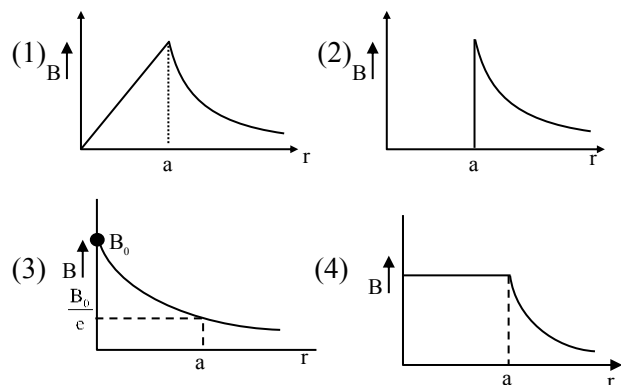 (1) B a r
(2) B a r
(3) B₀ B B₀/e a r
(4) B a r